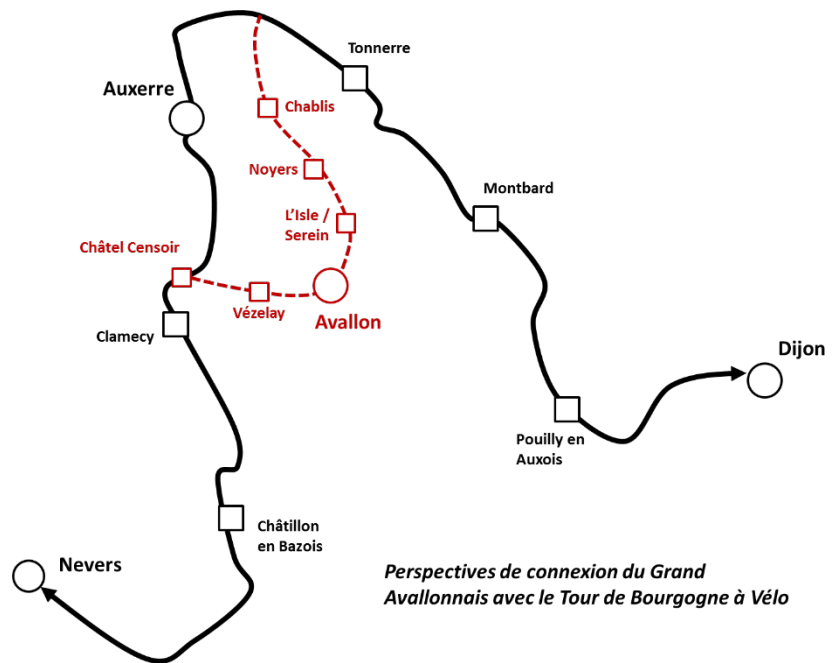 Tonnerre
Auxerre
Chablis
Noyers
Montbard
L'Isle /
Serein
Châtel Censoir
Vézelay
Avallon
Clamecy
Dijon
Pouilly en
Auxois
Châtillon
en Bazois
Nevers
Perspectives de connexion du Grand
Avallonnais avec le Tour de Bourgogne à Vélo